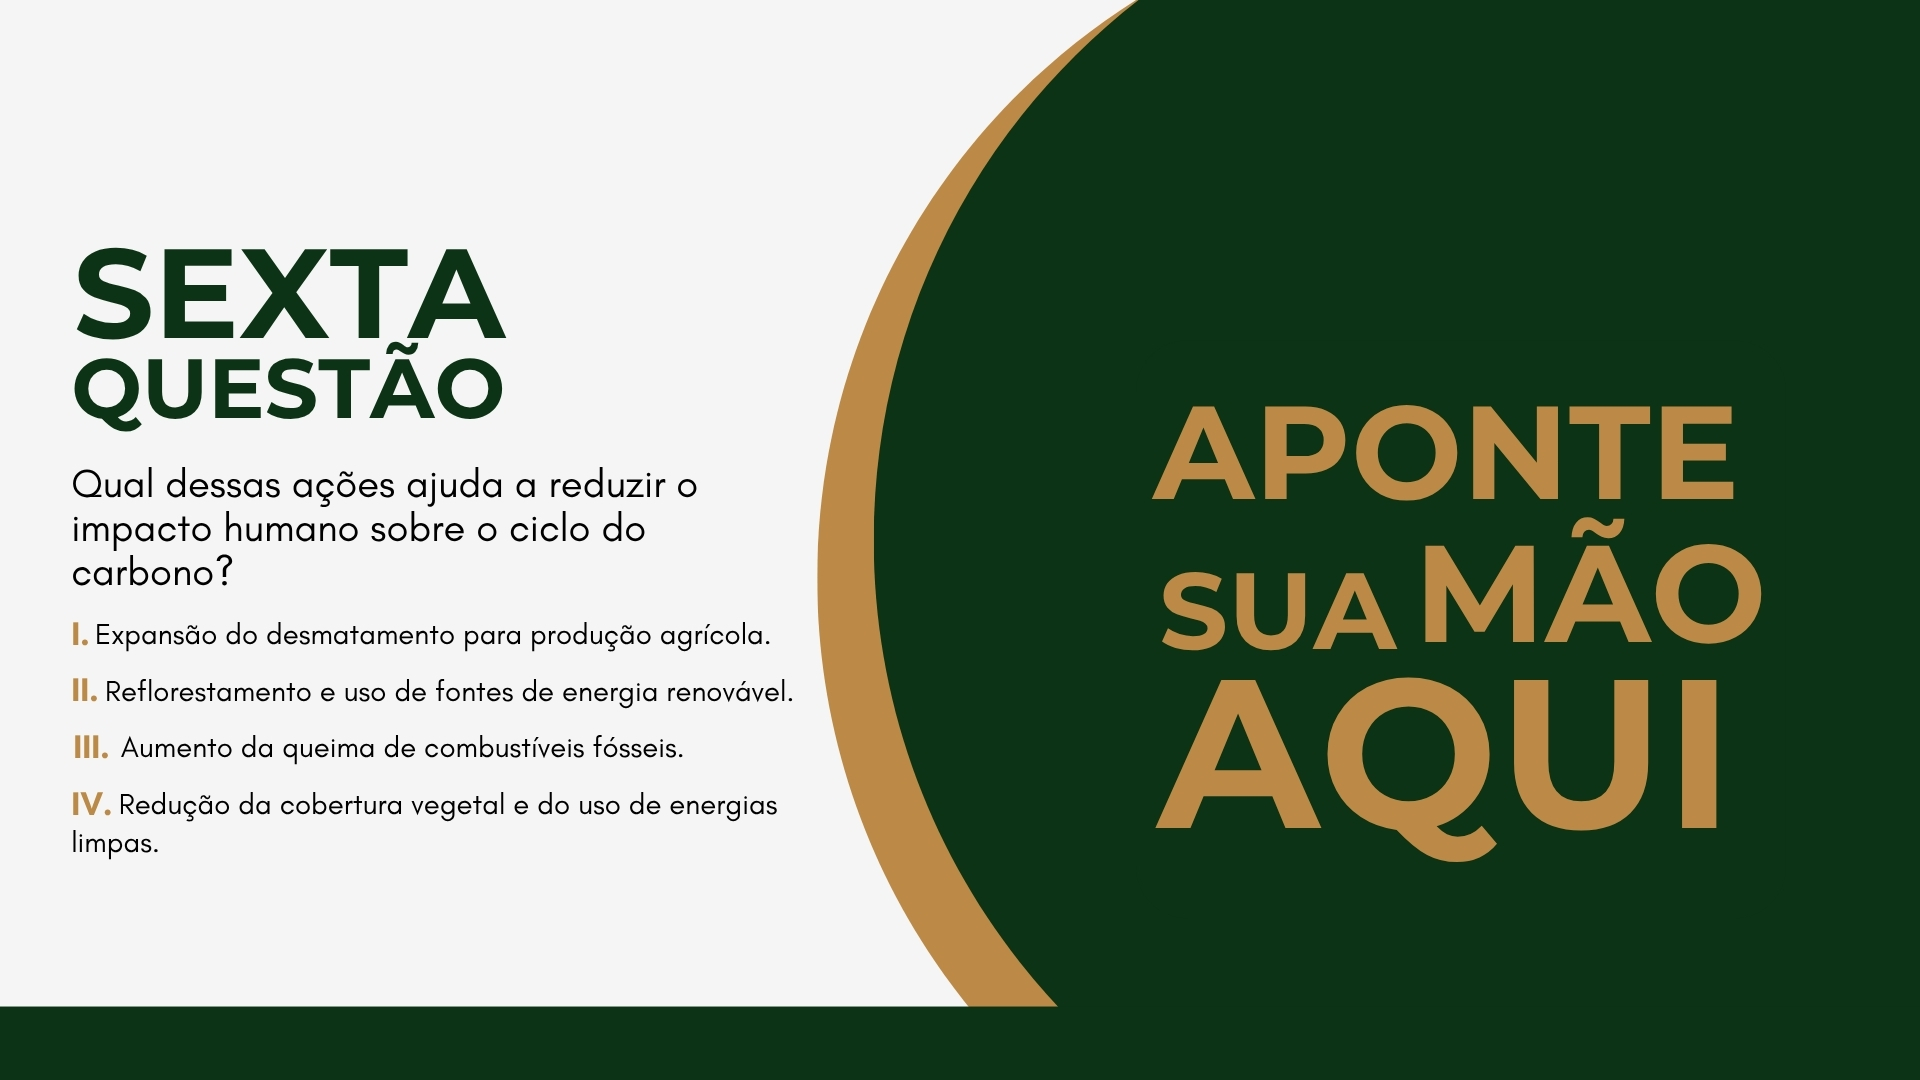 SEXTA
QUESTÃO
Qual dessas ações ajuda a reduzir o
impacto humano sobre o ciclo do
carbono?
I. Expansão do desmatamento para produção agrícola.
II. Reflorestamento e uso de fontes de energia renovável.
III. Aumento da queima de combustíveis fósseis.
IV. Redução da cobertura vegetal e do uso de energias
limpas.
APONTE
SUA MÃO
AQUI